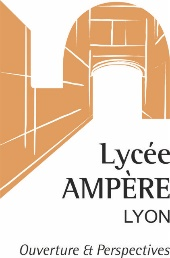 Lycée
AMPÈRE
LYON
Ouverture & Perspectives